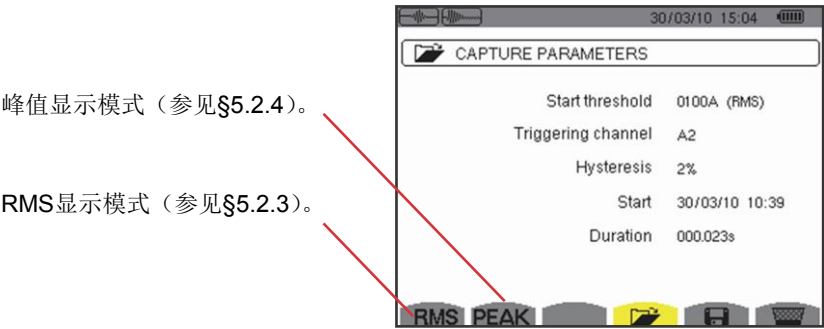 30/03/10 15:04
CAPTURE PARAMETERS
峰值显示模式（参见§5.2.4）。
Start threshold 0100A (RMS)
Triggering channel A2
Hysteresis 2%
RMS显示模式（参见§5.2.3）。
Start 30/03/10 10:39
Duration 000.023s
RMS PEAK